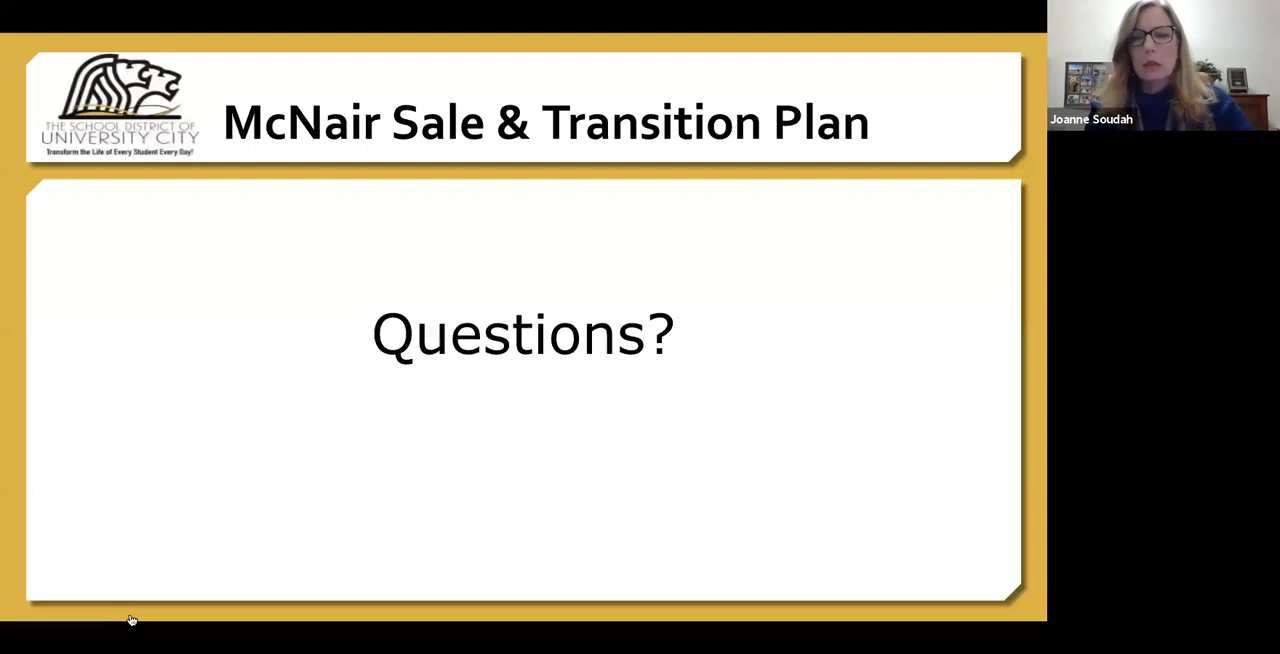 THE SCHOOL DISTRICT OF
UNIVERSITY CITY
Transform the Life of Every Student Every Day!
McNair Sale & Transition Plan
Joanne Soudah
Questions?